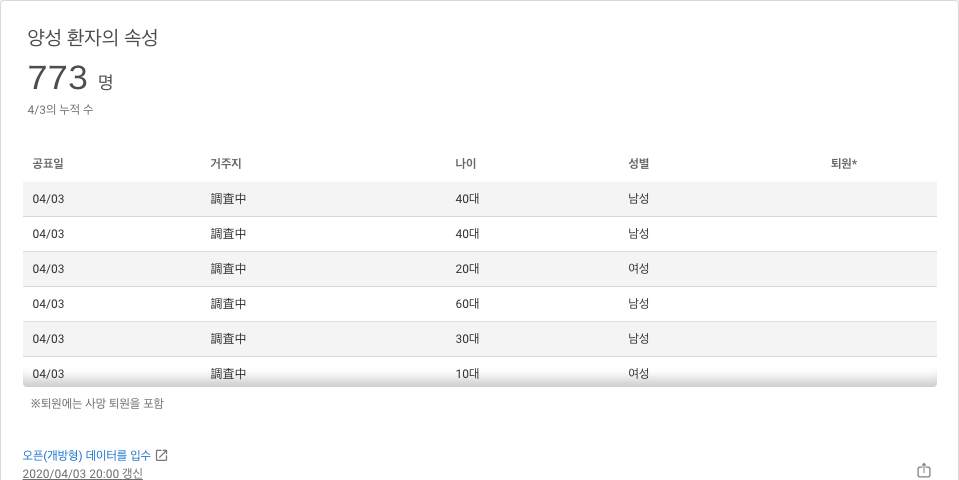 양성 환자의 속성
773 명
4/3의 누적 수
공표일 거주지 나이 성별 퇴원*
04/03 調査中 40대 남성
04/03 調査中 40대 남성
04/03 調査中 20대 여성
04/03 調査中 60대 남성
04/03 調査中 30대 남성
04/03 調査中 10대 여성
※퇴원에는 사망 퇴원을 포함
오픈(개방형) 데이터를 입수
2020/04/03 20:00 갱신